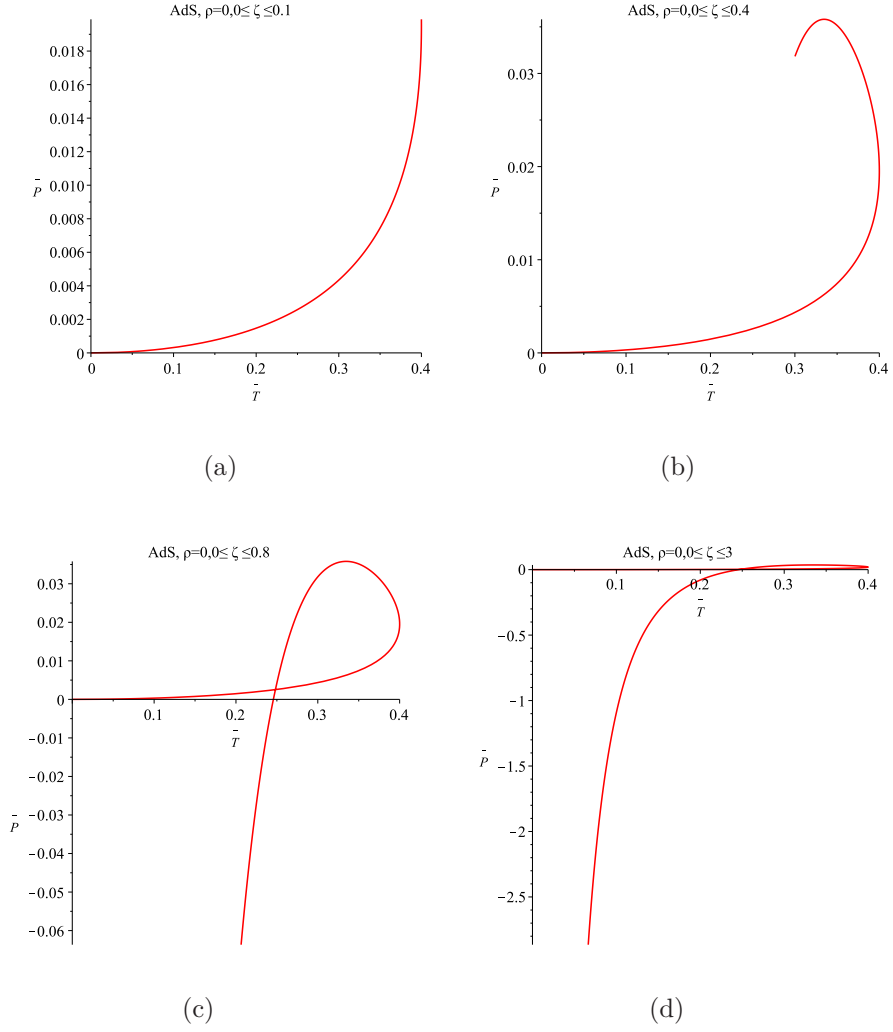 AdS, ρ=0,0≤ ζ ≤0.1
0.018
0.016
0.014
0.012
0.010
0.008
0.006
0.004
0.002
0
P̄
0 0.1 0.2 0.3 0.4
T̄
(a)
AdS, ρ=0,0≤ ζ ≤0.4
0.03
0.02
0.01
0
P̄
0 0.1 0.2 0.3 0.4
T̄
(b)
AdS, ρ=0,0≤ ζ ≤0.8
0.03
0.02
0.01
0
0.1 0.2 0.3 0.4
T̄
−0.01
−0.02
−0.03
P̄
−0.04
−0.05
−0.06
(c)
AdS, ρ=0,0≤ ζ ≤3
0
0.1 0.2 0.3 0.4
T̄
−0.5
−1
P̄
−1.5
−2
−2.5
(d)